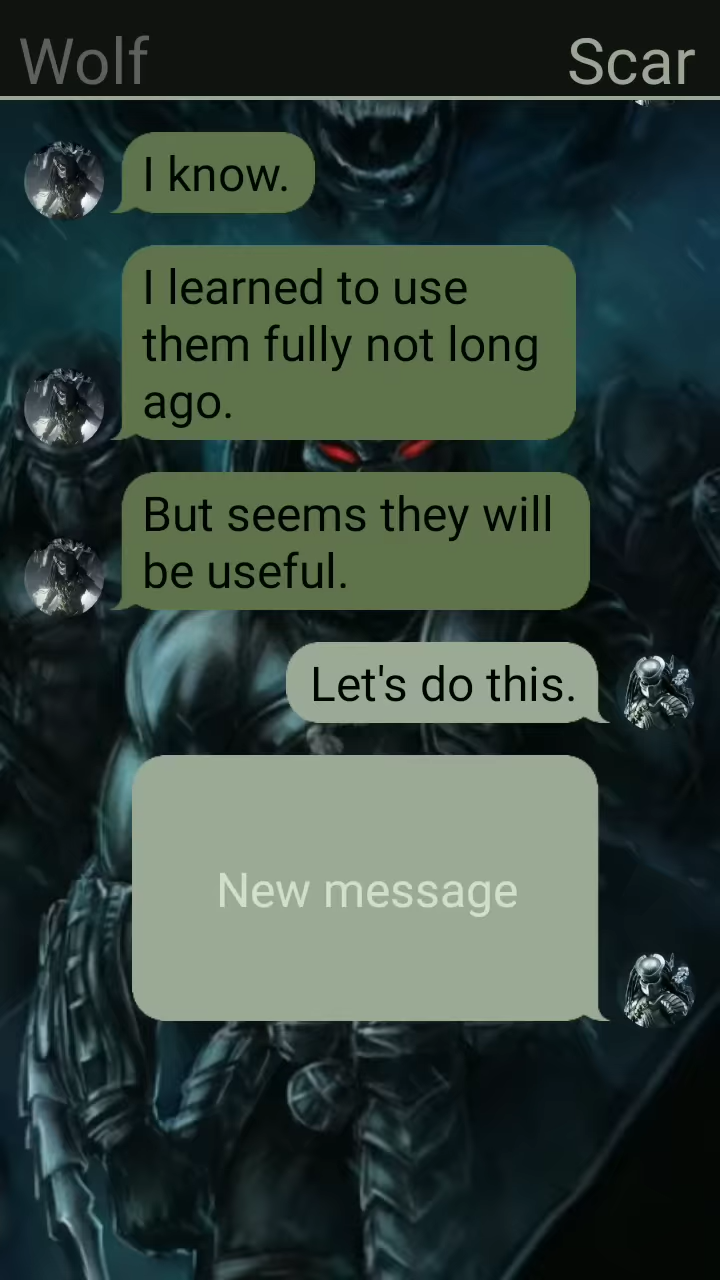 Wolf
Scar
I know.
I learned to use
them fully not long
ago.
But seems they will
be useful.
Let's do this.
New message